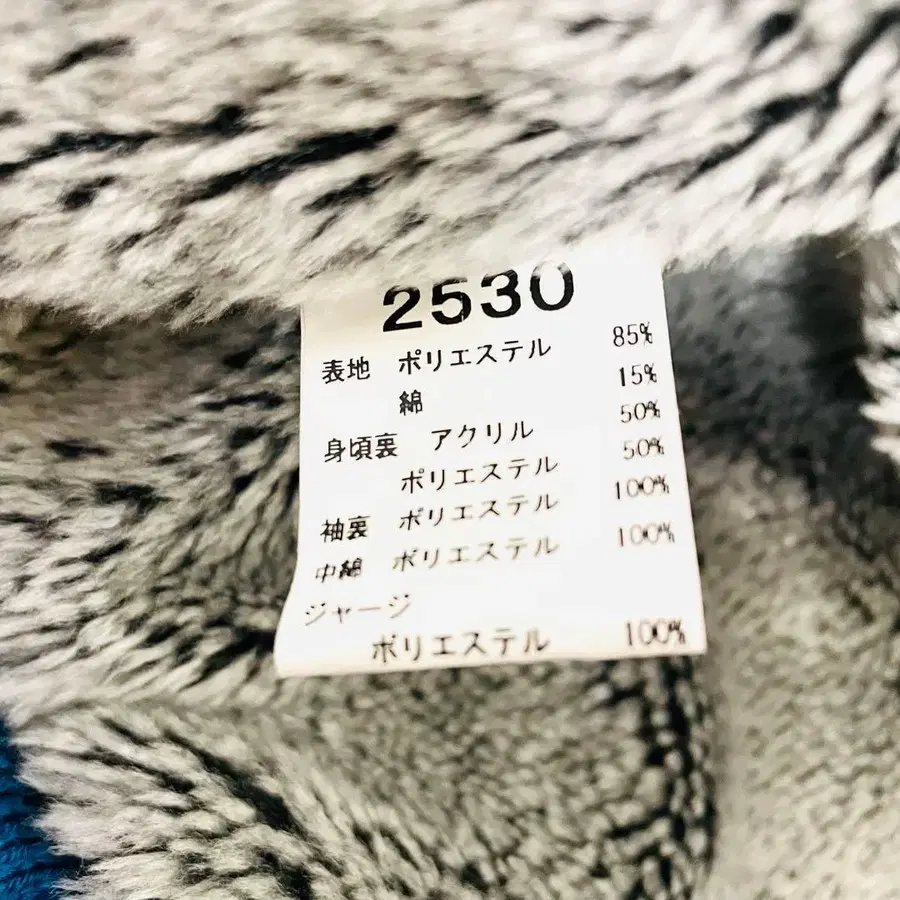 2530
表地 ポリエステル 85%
綿 15%
身頃裏 アクリル 50%
ポリエステル 50%
袖裏 ポリエステル 100%
中綿 ポリエステル 100%
ジャージ
ポリエステル 100%